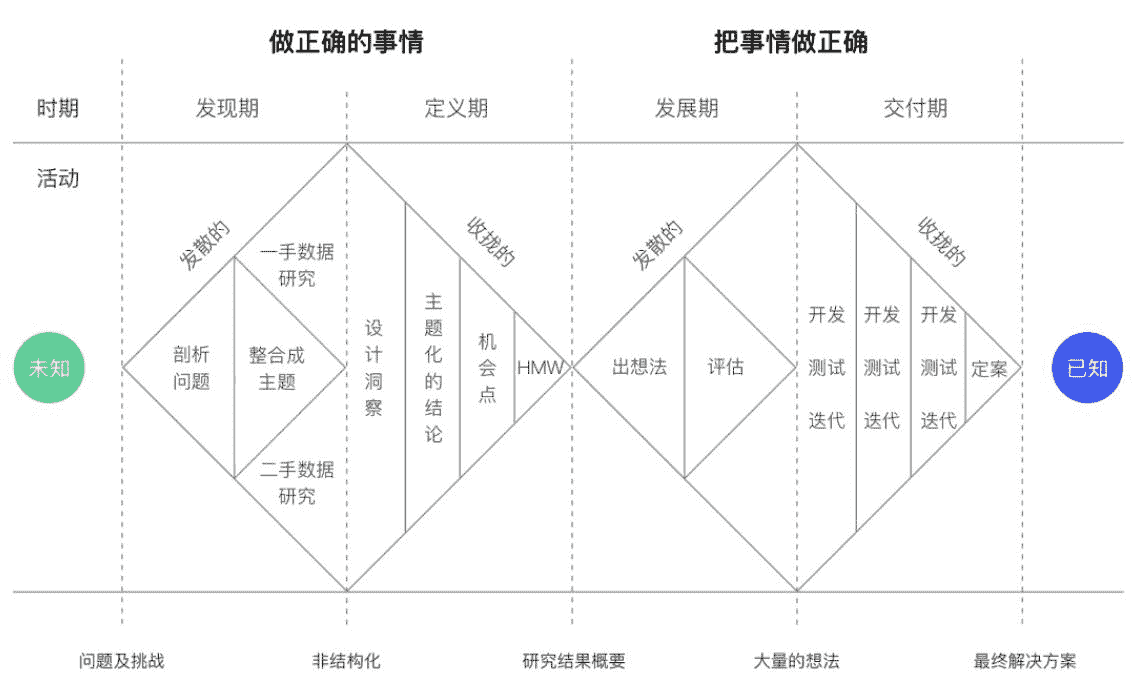 做正确的事情
把事情做正确
时期
发现期
定义期
发展期
交付期
活动
发散的
收拢的
发散的
收拢的
未知
剖析
问题
整合成
主题
一手数据
研究
二手数据
研究
设
计
洞
察
主
题
化
的
结
论
机
会
点
HMW
出想法
评估
开发
测试
迭代
开发
测试
迭代
开发
测试
迭代
定案
已知
问题及挑战
非结构化
研究结果概要
大量的想法
最终解决方案